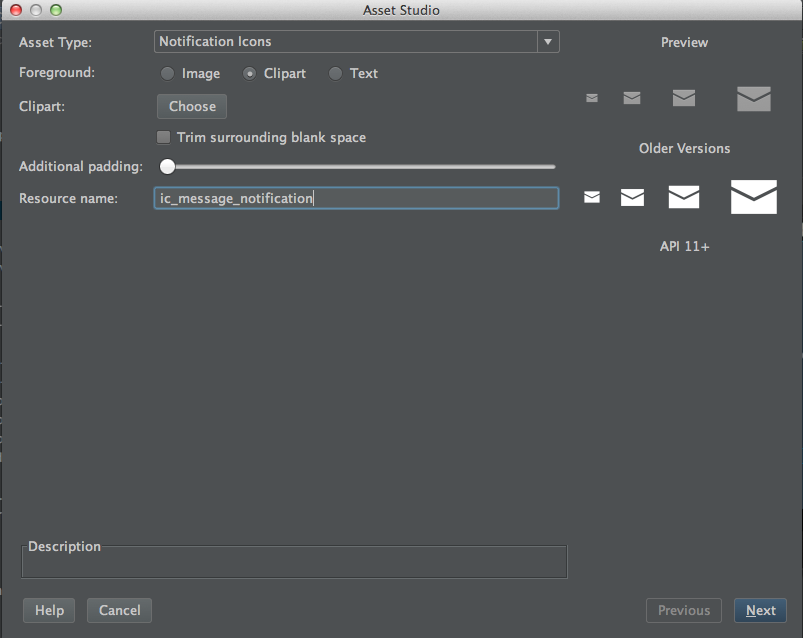 Asset Studio
Asset Type: Notification Icons Preview
Foreground: Image Clipart Text
Clipart: Choose
Trim surrounding blank space
Older Versions
Additional padding:
Resource name: ic_message_notification
API 11+
Description
Help Cancel Previous Next